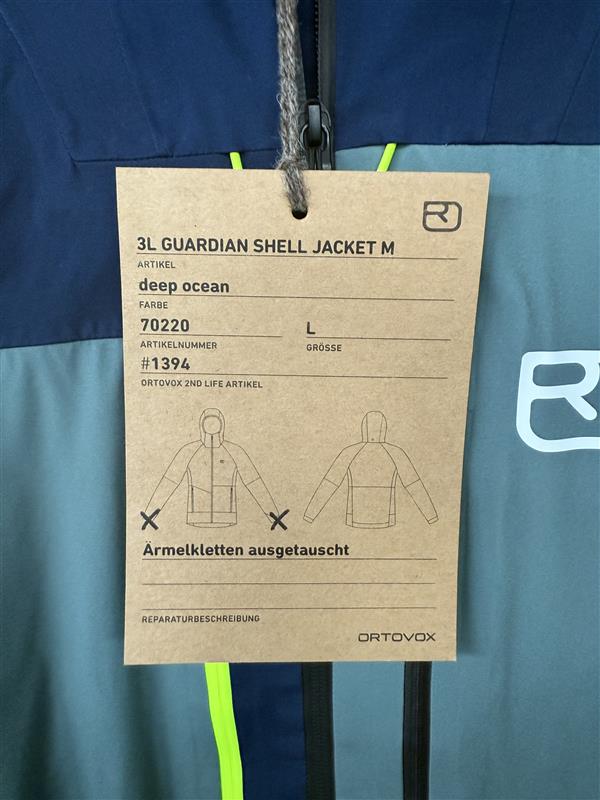 3L GUARDIAN SHELL JACKET M
ARTIKEL
deep ocean
FARBE
70220 L
ARTIKELNUMMER GRÖSSE
#1394
ORTOVOX 2ND LIFE ARTIKEL
X X
Ärmelkletten ausgetauscht
REPARATURBESCHREIBUNG
ORTOVOX